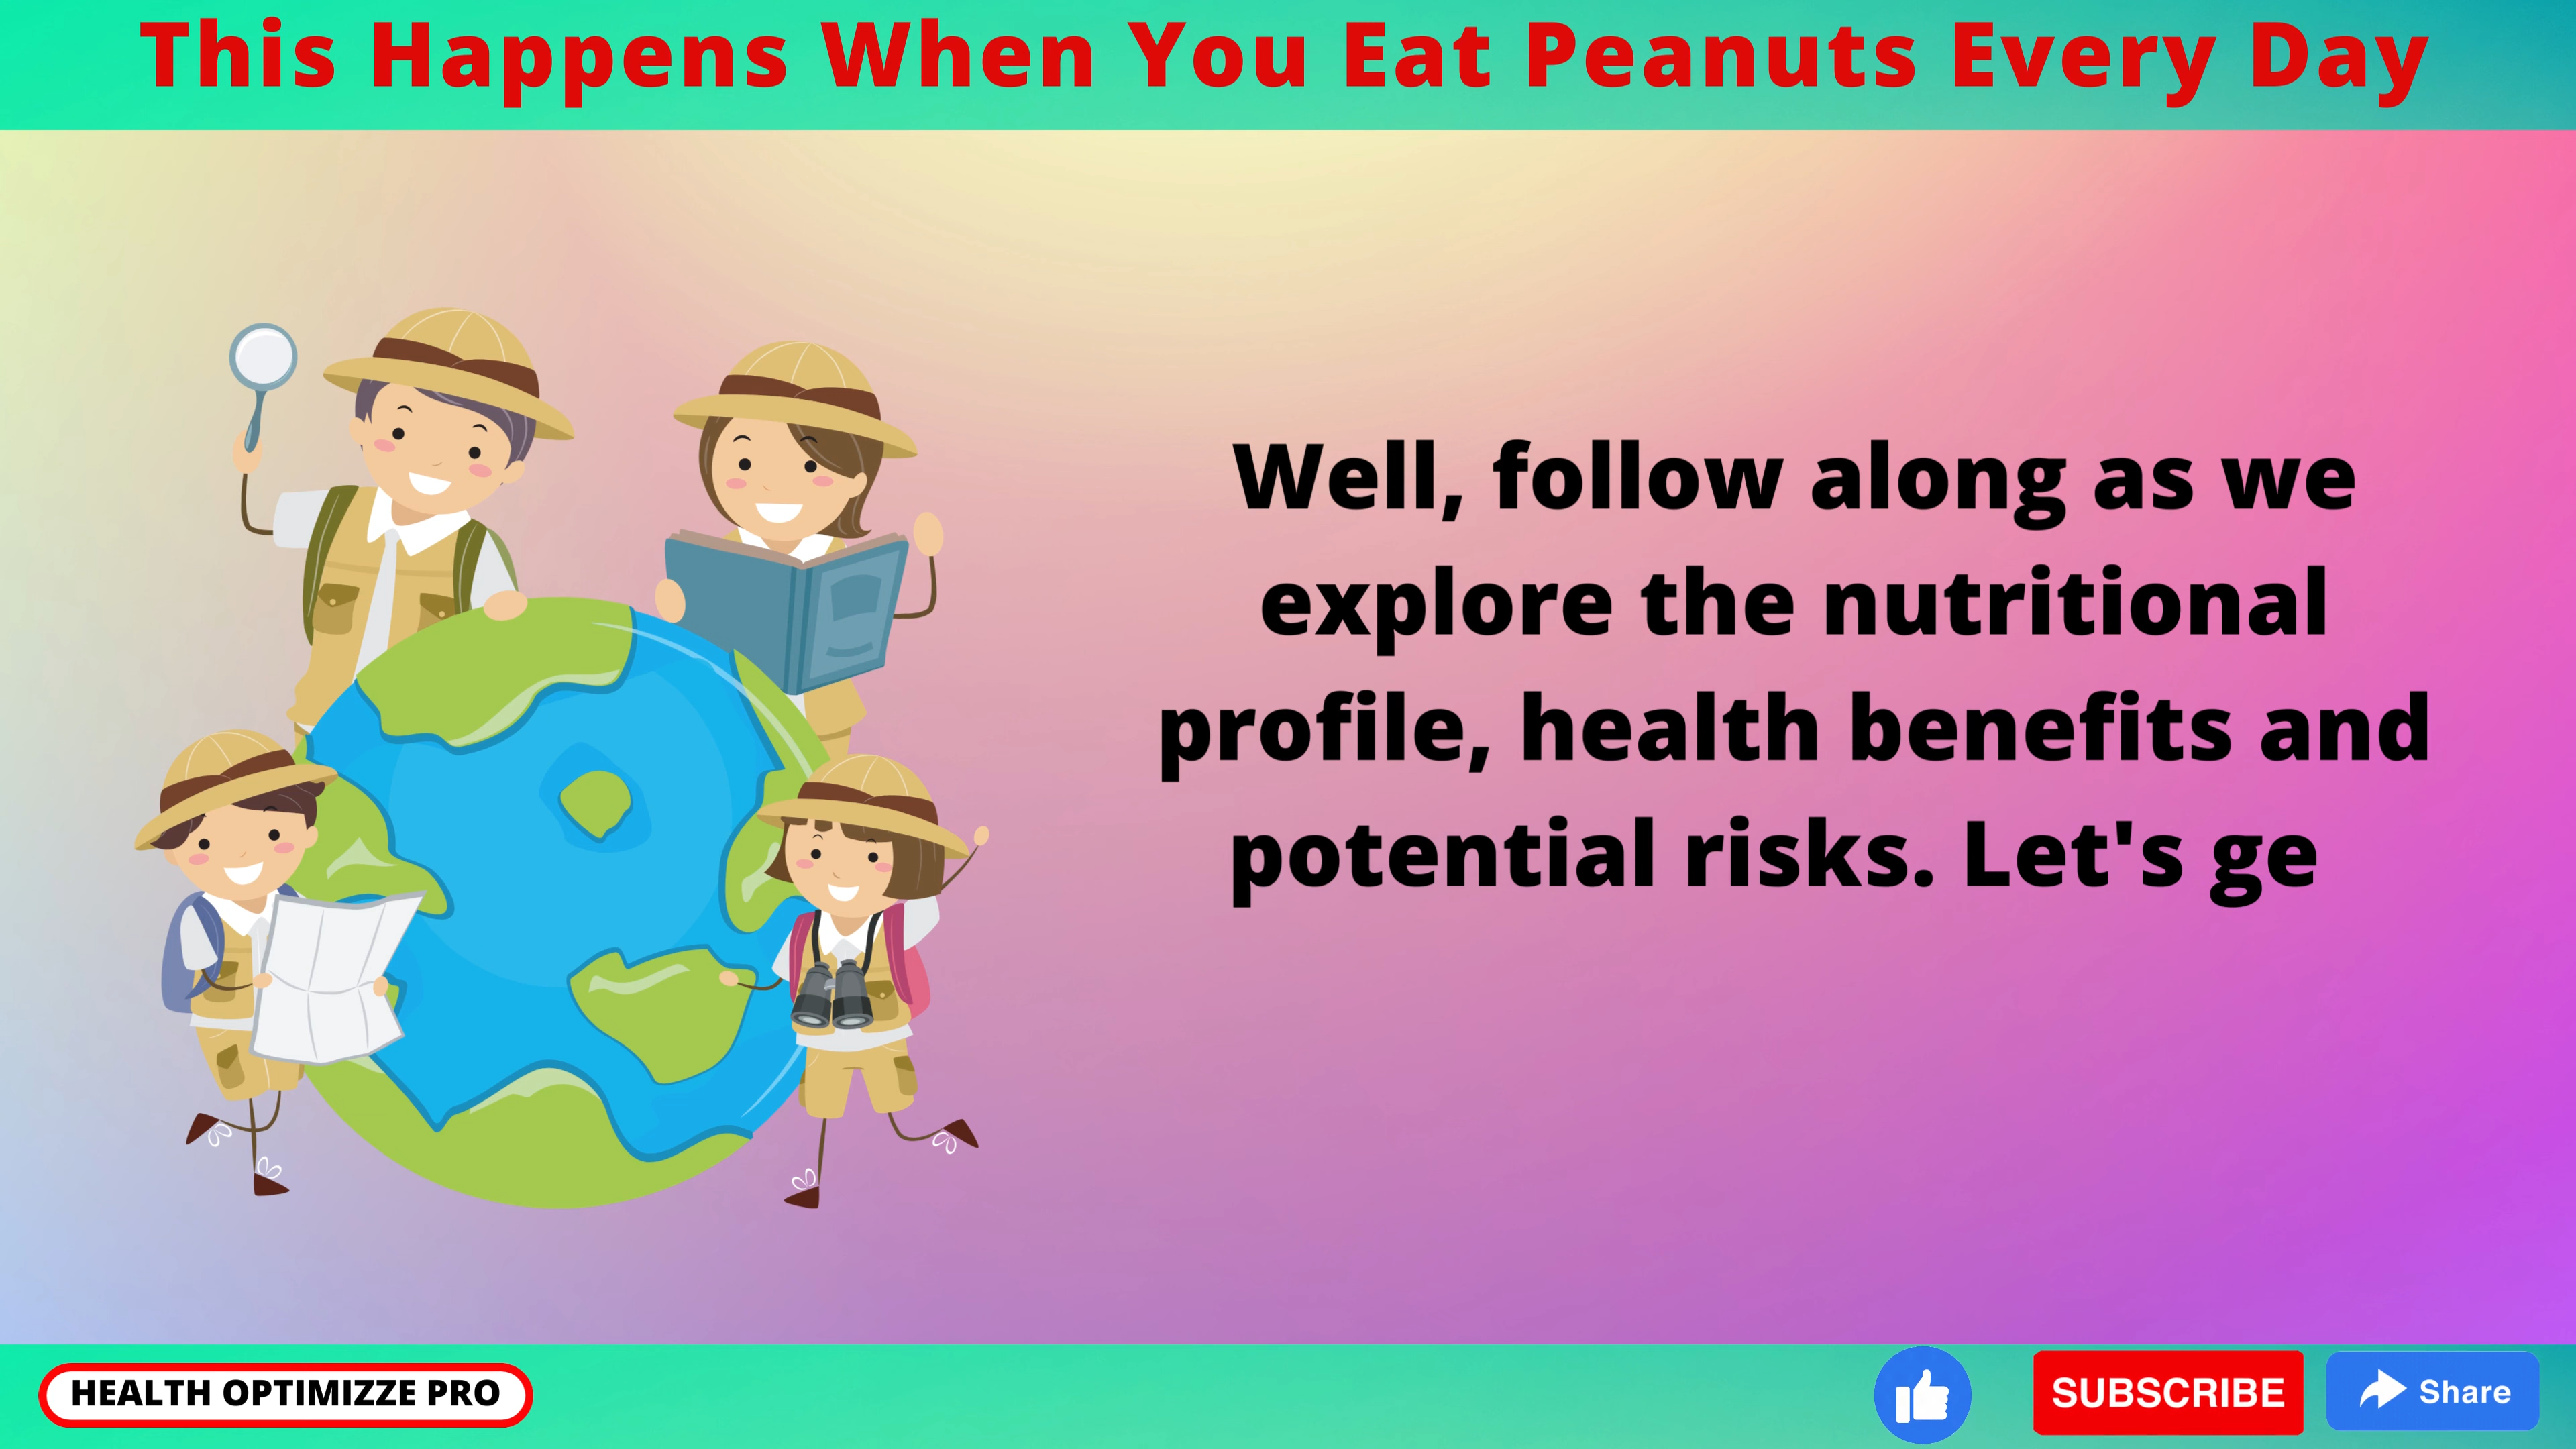 This Happens When You Eat Peanuts Every Day
Well, follow along as we
explore the nutritional
profile, health benefits and
potential risks. Let's ge
HEALTH OPTIMIZZE PRO
SUBSCRIBE
Share